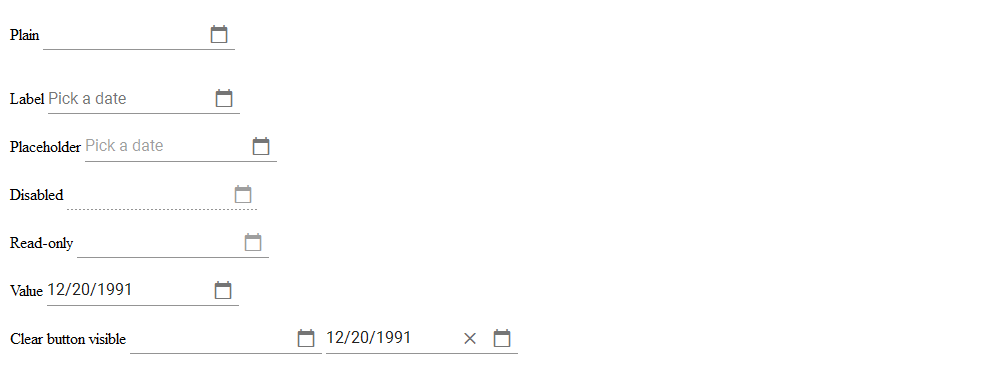 Plain
Label Pick a date
Placeholder Pick a date
Disabled
Read-only
Value 12/20/1991
Clear button visible 12/20/1991